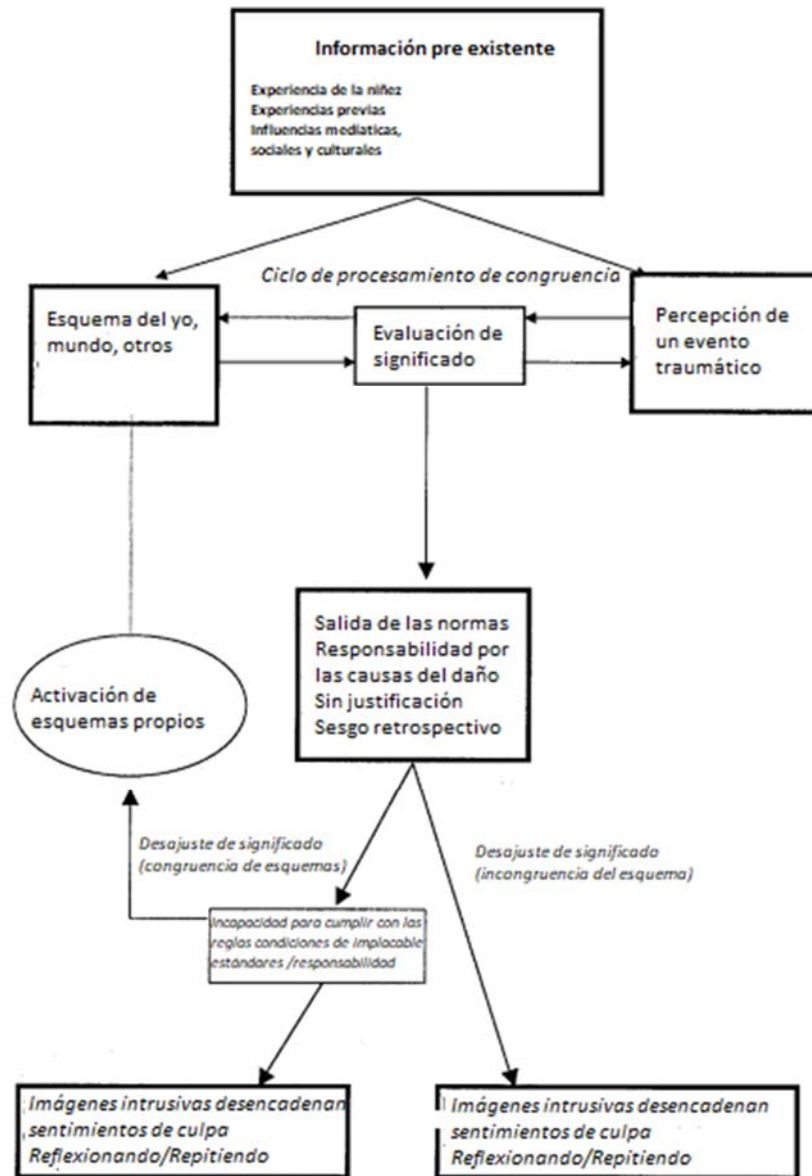 Información pre existente
Experiencia de la niñez
Experiencias previas
Influencias mediaticas,
sociales y culturales
Ciclo de procesamiento de congruencia
Esquema del yo,
mundo, otros
Evaluación de
significado
Percepción de
un evento
traumático
Salida de las normas
Responsabilidad por
las causas del daño
Sin justificación
Sesgo retrospectivo
Activación de
esquemas propios
Desajuste de significado
(congruencia de esquemas)
Desajuste de significado
(incongruencia del esquema)
Incapacidad para cumplir con las
reglas condiciones de implacable
estándares /responsabilidad
Imágenes intrusivas desencadenan
sentimientos de culpa
Reflexionando/Repitiendo
Imágenes intrusivas desencadenan
sentimientos de culpa
Reflexionando/Repitiendo